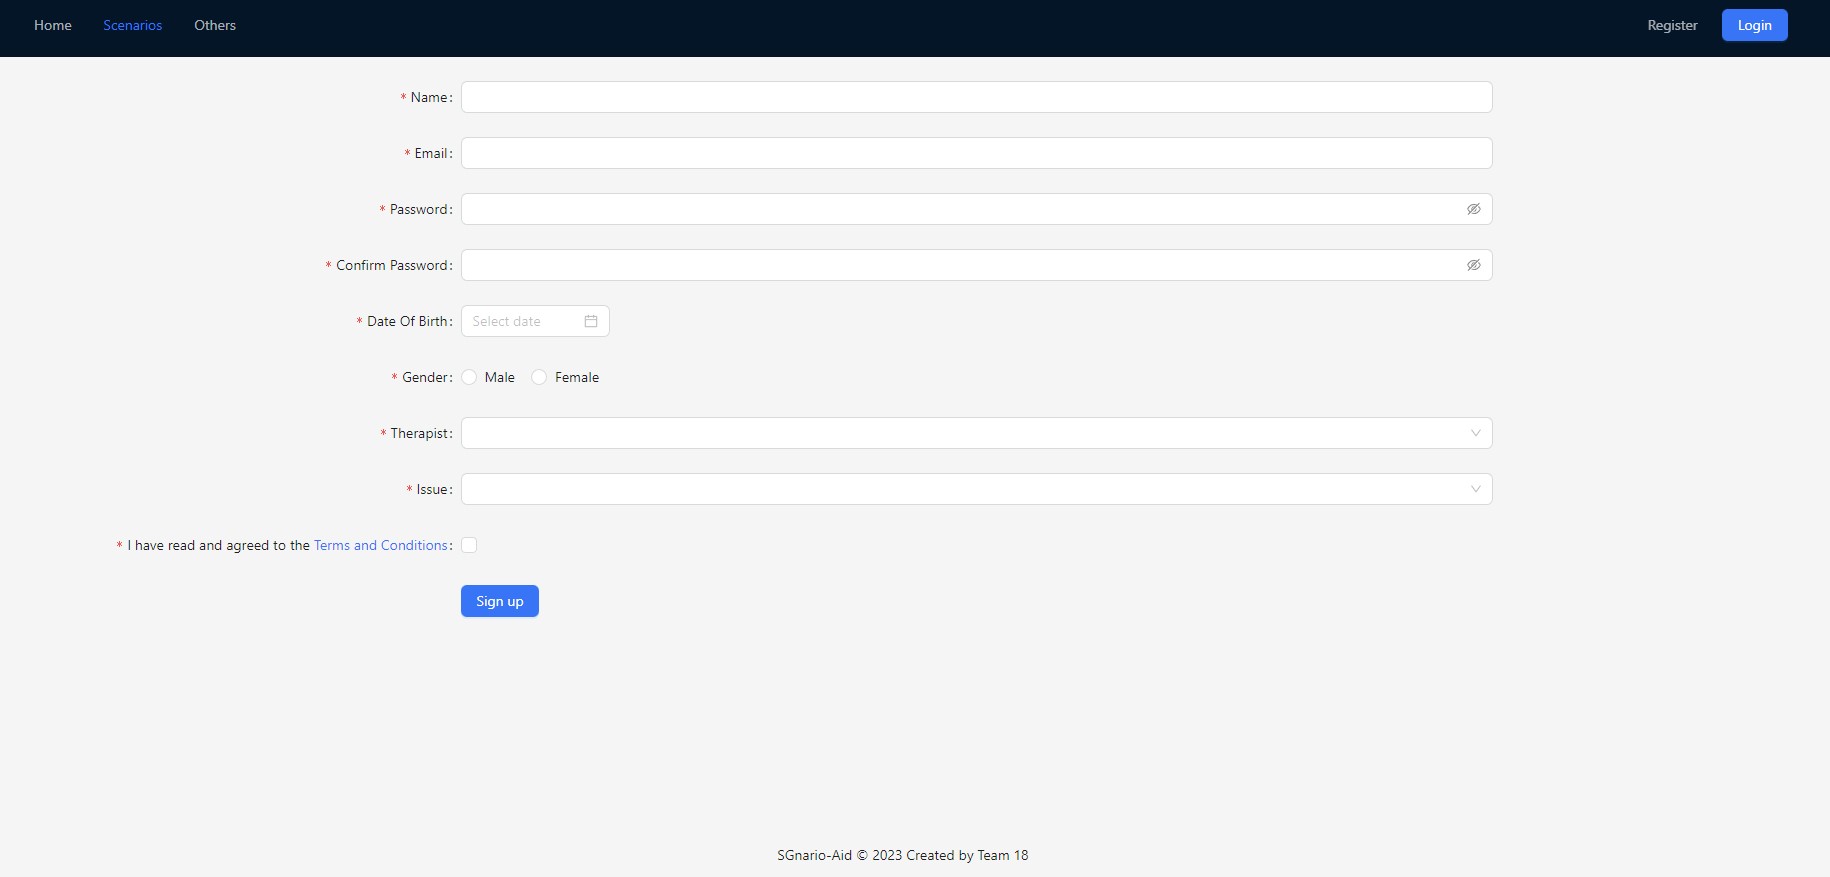 Home Scenarios Others Register Login
* Name:
* Email:
* Password:
* Confirm Password:
* Date Of Birth: Select date
* Gender: Male Female
* Therapist:
* Issue:
* I have read and agreed to the Terms and Conditions:
Sign up
SGnario-Aid © 2023 Created by Team 18